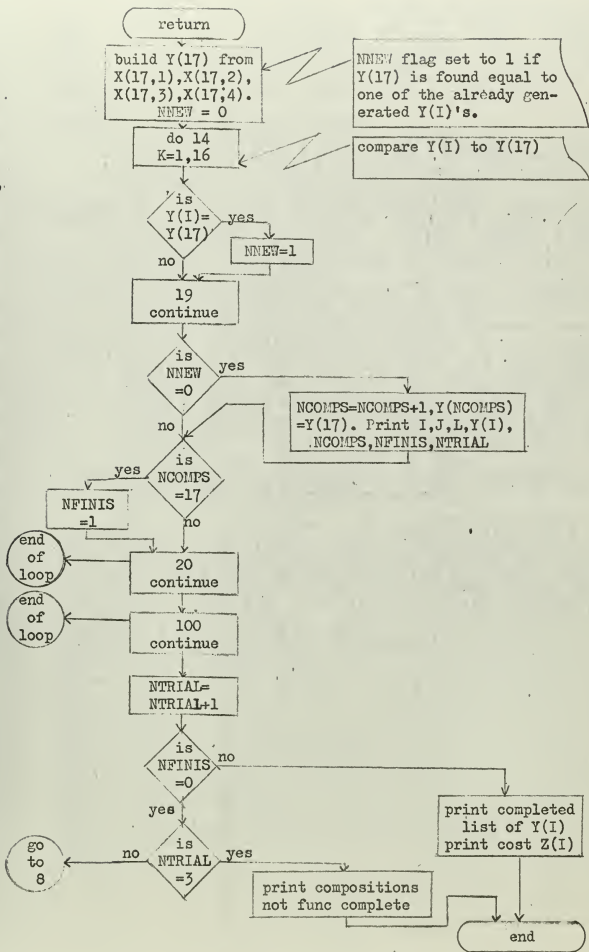 return
build Y(17) from
X(17,1),X(17,2),
X(17,3),X(17,4).
NNEW = 0
NNEW flag set to 1 if
Y(17) is found equal to
one of the already gen-
erated Y(I)'s.
do 14
K=1,16
compare Y(I) to Y(17)
is
Y(I)=
Y(17)
yes
NNEW=1
no
19
continue
is
NNEW
=0
yes
NCOMPS=NCOMPS+1,Y(NCOMPS)
=Y(17). Print I,J,L,Y(I),
NCOMPS,NFINIS,NTRIAL
no
is
NCOMPS
=17
yes
NFINIS
=1
no
end
of
loop
20
continue
end
of
loop
100
continue
NTRIAL=
NTRIAL+1
is
NFINIS
=0
no
yes
print completed
list of Y(I)
print cost Z(I)
go
to
8
no
is
NTRIAL
=3
yes
print compositions
not func complete
end